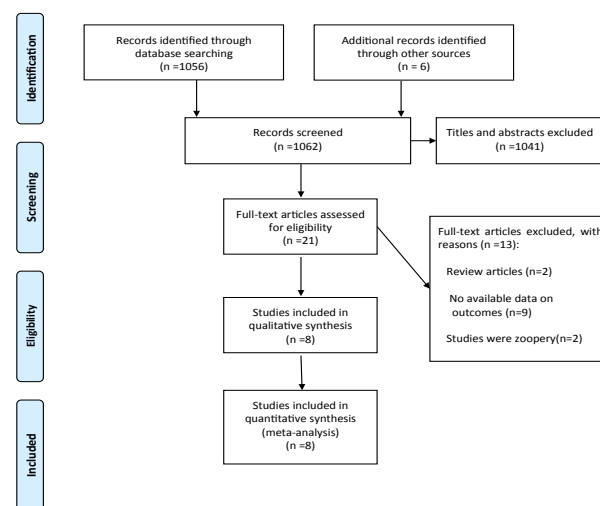 Identification
Records identified through
database searching
(n =1056)
Additional records identified
through other sources
(n = 6)
Records screened
(n =1062)
Titles and abstracts excluded
(n =1041)
Screening
Full-text articles assessed
for eligibility
(n =21)
Full-text articles excluded, with
reasons (n =13):
Review articles (n=2)
No available data on
outcomes (n=9)
Studies were zoopery(n=2)
Eligibility
Studies included in
qualitative synthesis
(n =8)
Included
Studies included in
quantitative synthesis
(meta-analysis)
(n =8)